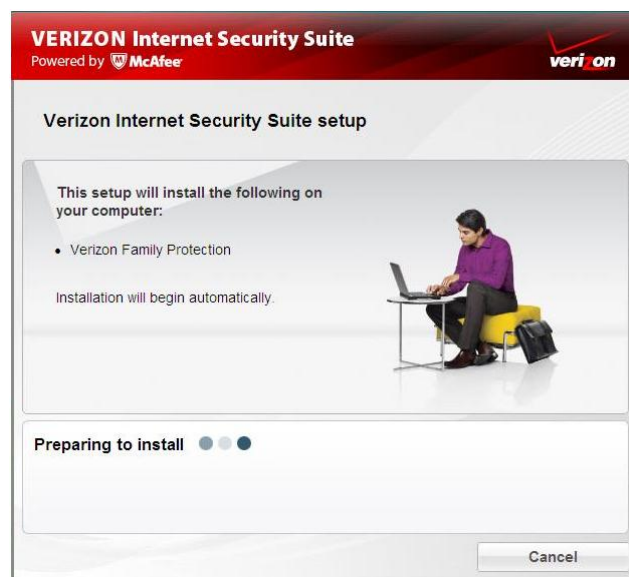 VERIZON Internet Security Suite
Powered by McAfee
verizon
Verizon Internet Security Suite setup
This setup will install the following on
your computer:
• Verizon Family Protection
Installation will begin automatically.
Preparing to install
Cancel